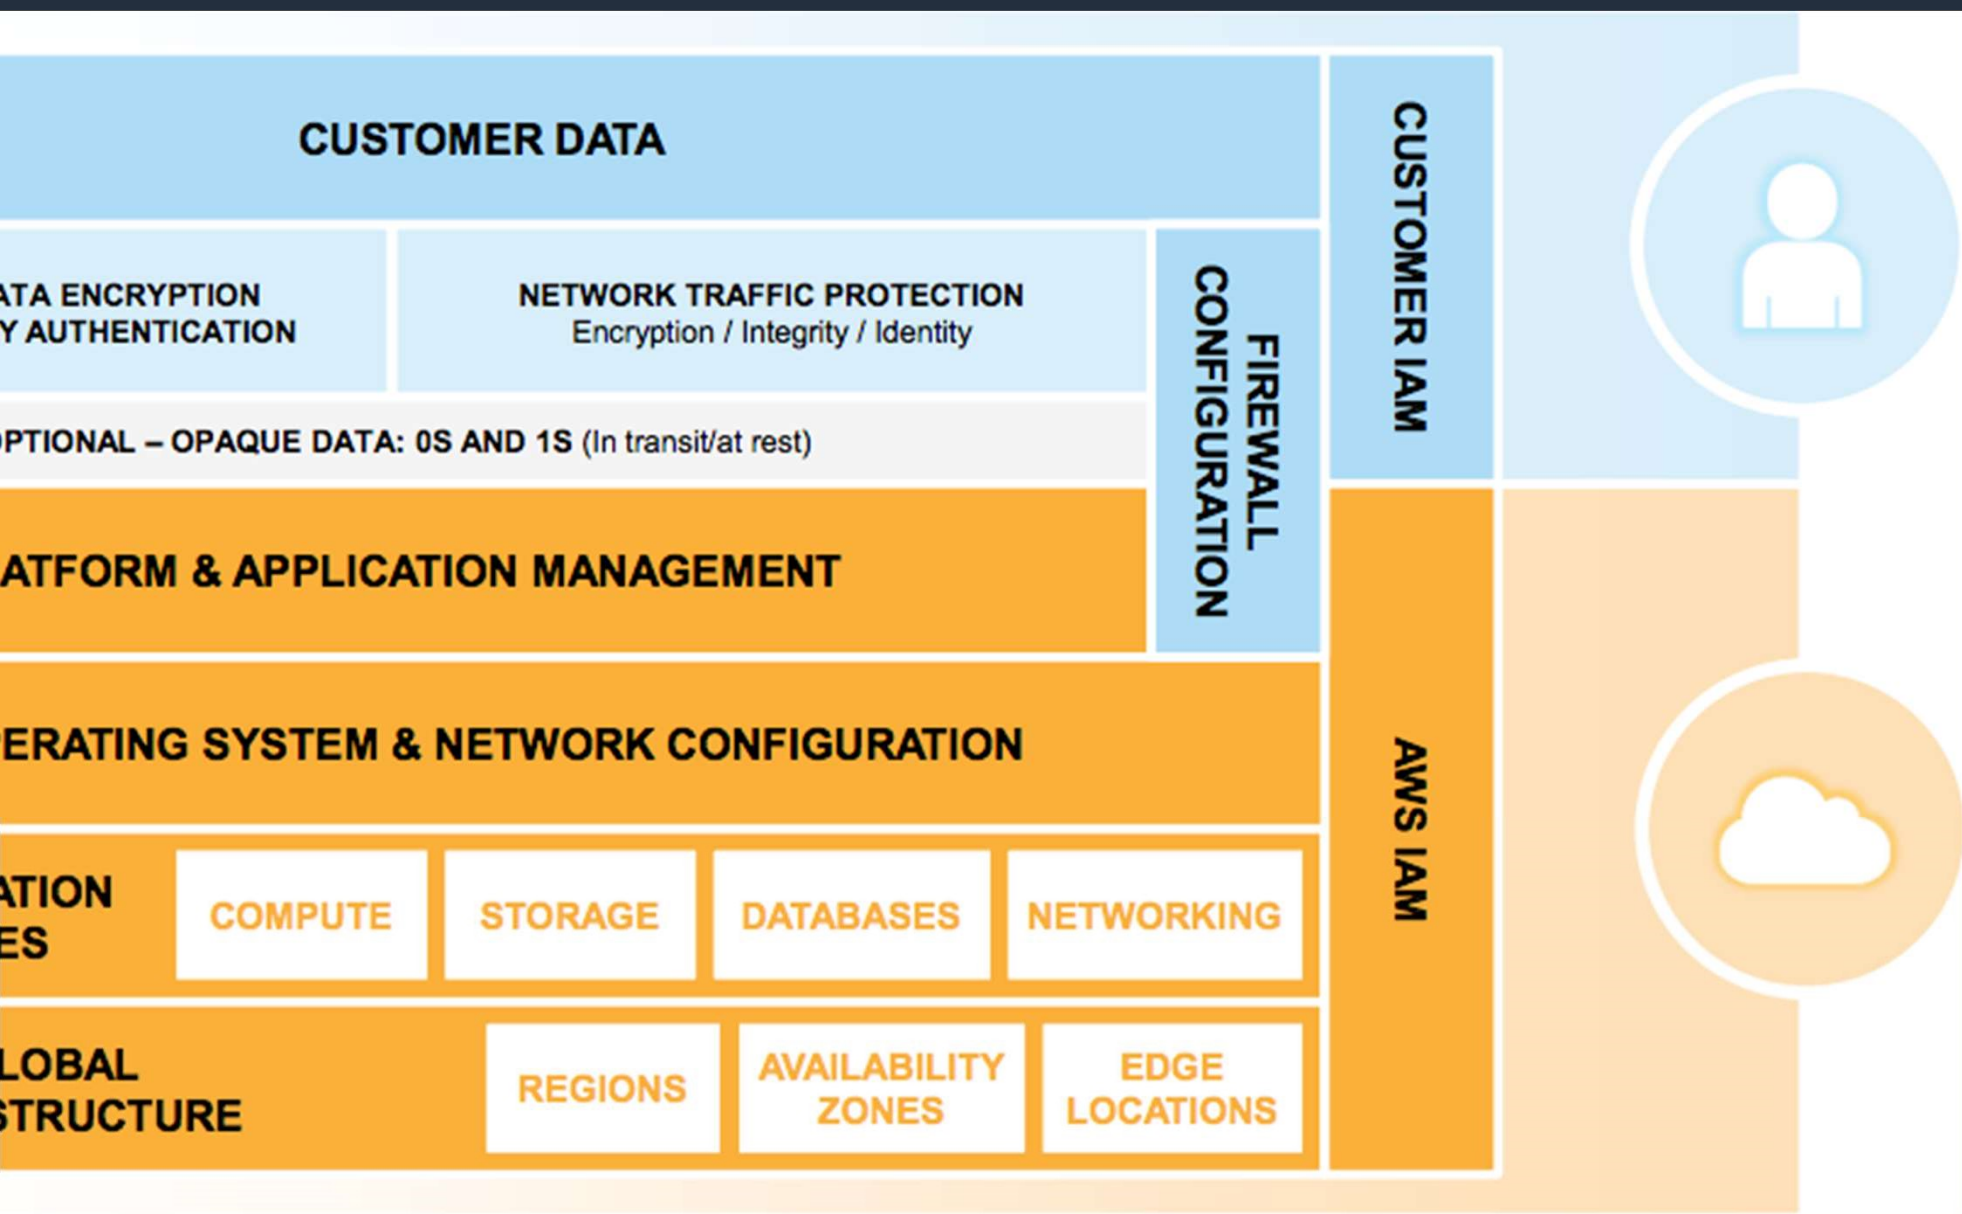 CUSTOMER DATA
CUSTOMER IAM
ATA ENCRYPTION
Y AUTHENTICATION
NETWORK TRAFFIC PROTECTION
Encryption / Integrity / Identity
FIREWALL
CONFIGURATION
OPTIONAL – OPAQUE DATA: 0S AND 1S (In transit/at rest)
ATFORM & APPLICATION MANAGEMENT
ERATING SYSTEM & NETWORK CONFIGURATION
AWS IAM
ATION
ES
COMPUTE
STORAGE
DATABASES
NETWORKING
LOBAL
STRUCTURE
REGIONS
AVAILABILITY
ZONES
EDGE
LOCATIONS